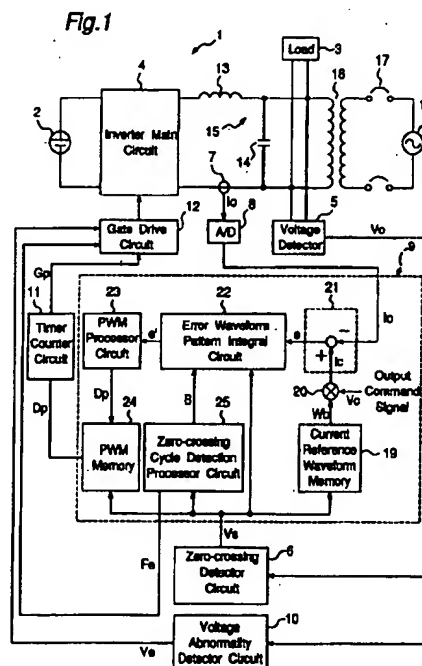 Fig.1
1
4
13
Load
3
18
17
2
Inverter Main
Circuit
15
14
7
Io
8
A/D
5
Voltage
Detector
Vo
12
Gate Drive
Circuit
9
Gp
11
Timer
Counter
Circuit
23
PWM
Processor
Circuit
22
Error Waveform
Pattern Integral
Circuit
21
e'
e
Io
Ic
Output
Command
Signal
20
Vc
Wb
Dp
Dp
24
PWM
Memory
25
Zero-crossing
Cycle Detection
Processor Circuit
Current
Reference
Waveform
Memory
19
Vs
Zero-crossing
Detector
Circuit
6
Voltage
Abnormality
Detector Circuit
10